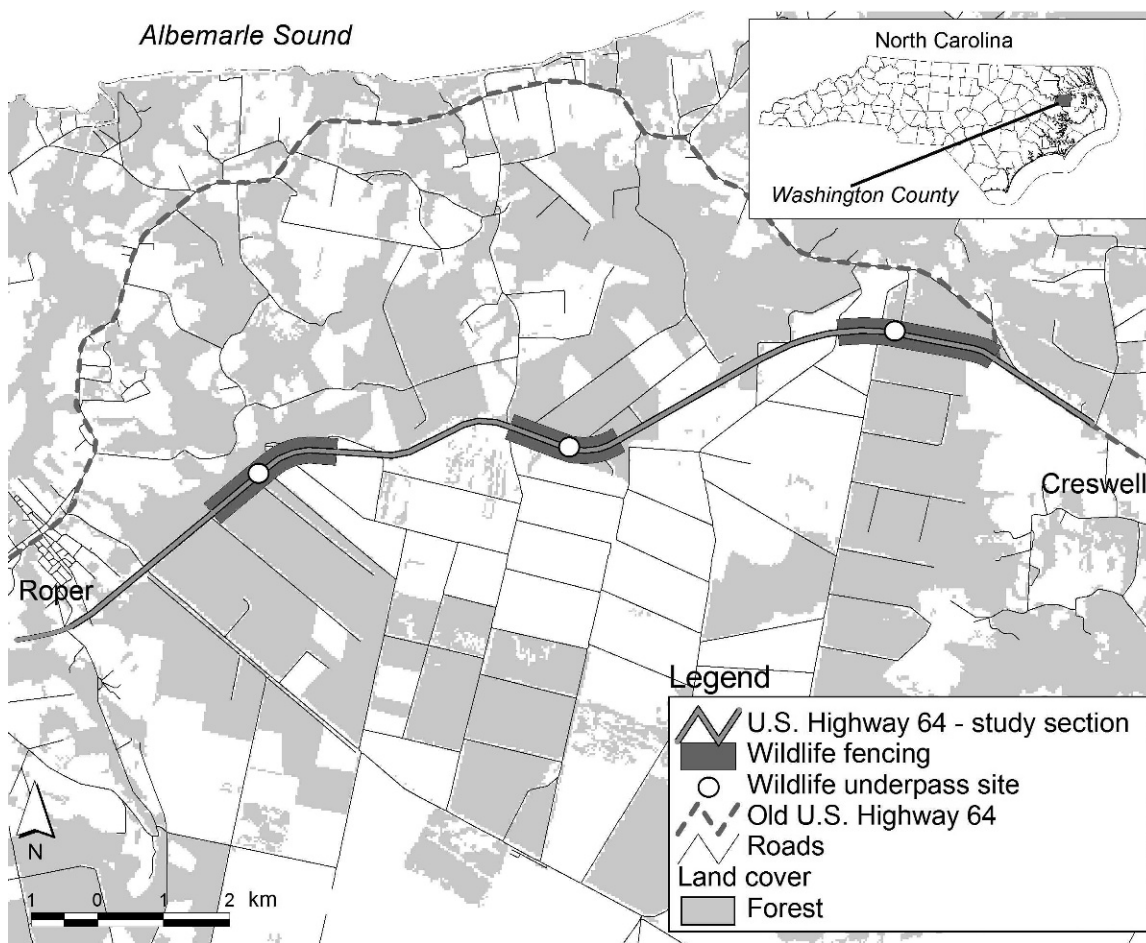 Albemarle Sound
North Carolina
Washington County
Creswell
Roper
Legend
U.S. Highway 64 - study section
Wildlife fencing
Wildlife underpass site
Old U.S. Highway 64
Roads
Land cover
Forest
N
1 0 1 2 km